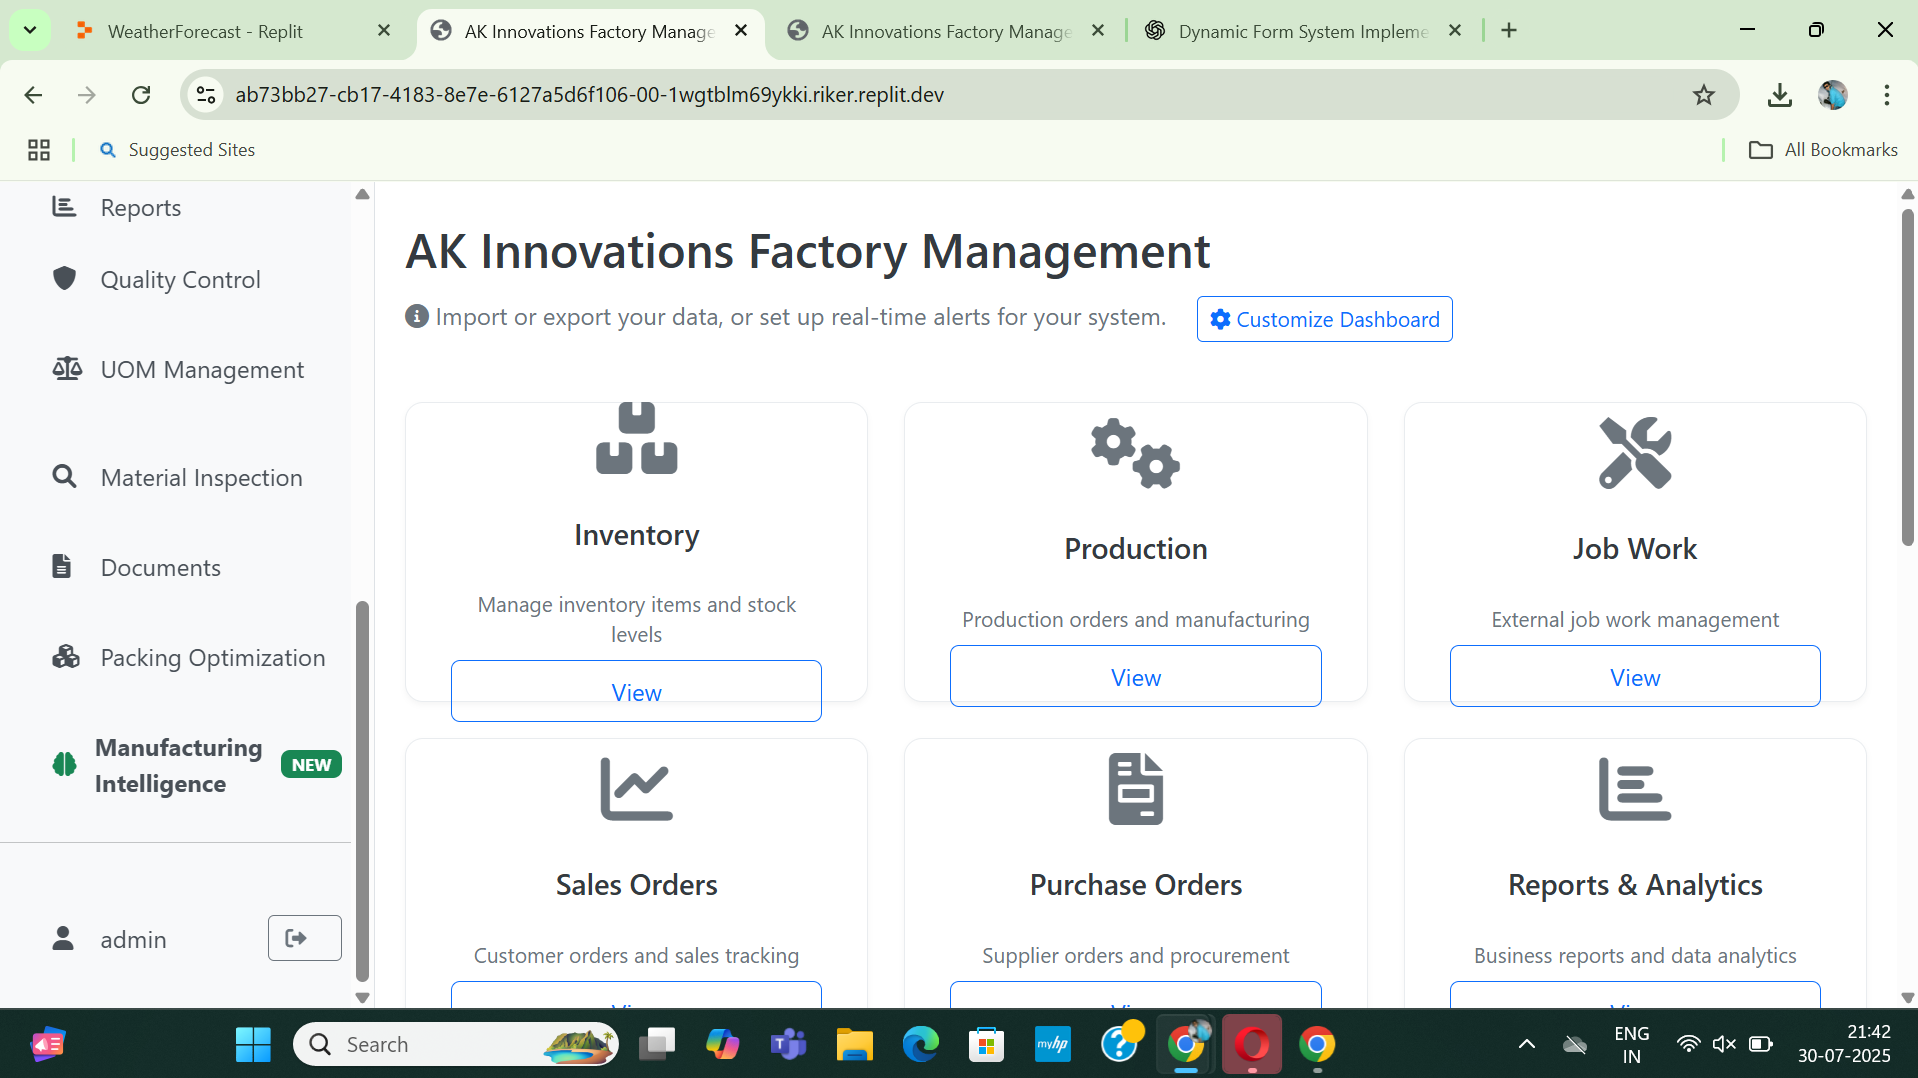 WeatherForecast - Replit
AK Innovations Factory Manage
AK Innovations Factory Manage
Dynamic Form System Impleme
ab73bb27-cb17-4183-8e7e-6127a5d6f106-00-1wgtblm69ykki.riker.replit.dev
Suggested Sites
All Bookmarks
Reports
Quality Control
UOM Management
Material Inspection
Documents
Packing Optimization
Manufacturing
Intelligence
NEW
admin
AK Innovations Factory Management
Import or export your data, or set up real-time alerts for your system.
Customize Dashboard
Inventory
Manage inventory items and stock
levels
View
Production
Production orders and manufacturing
View
Job Work
External job work management
View
Sales Orders
Customer orders and sales tracking
Purchase Orders
Supplier orders and procurement
Reports & Analytics
Business reports and data analytics
Search
myhp
ENG
IN
21:42
30-07-2025